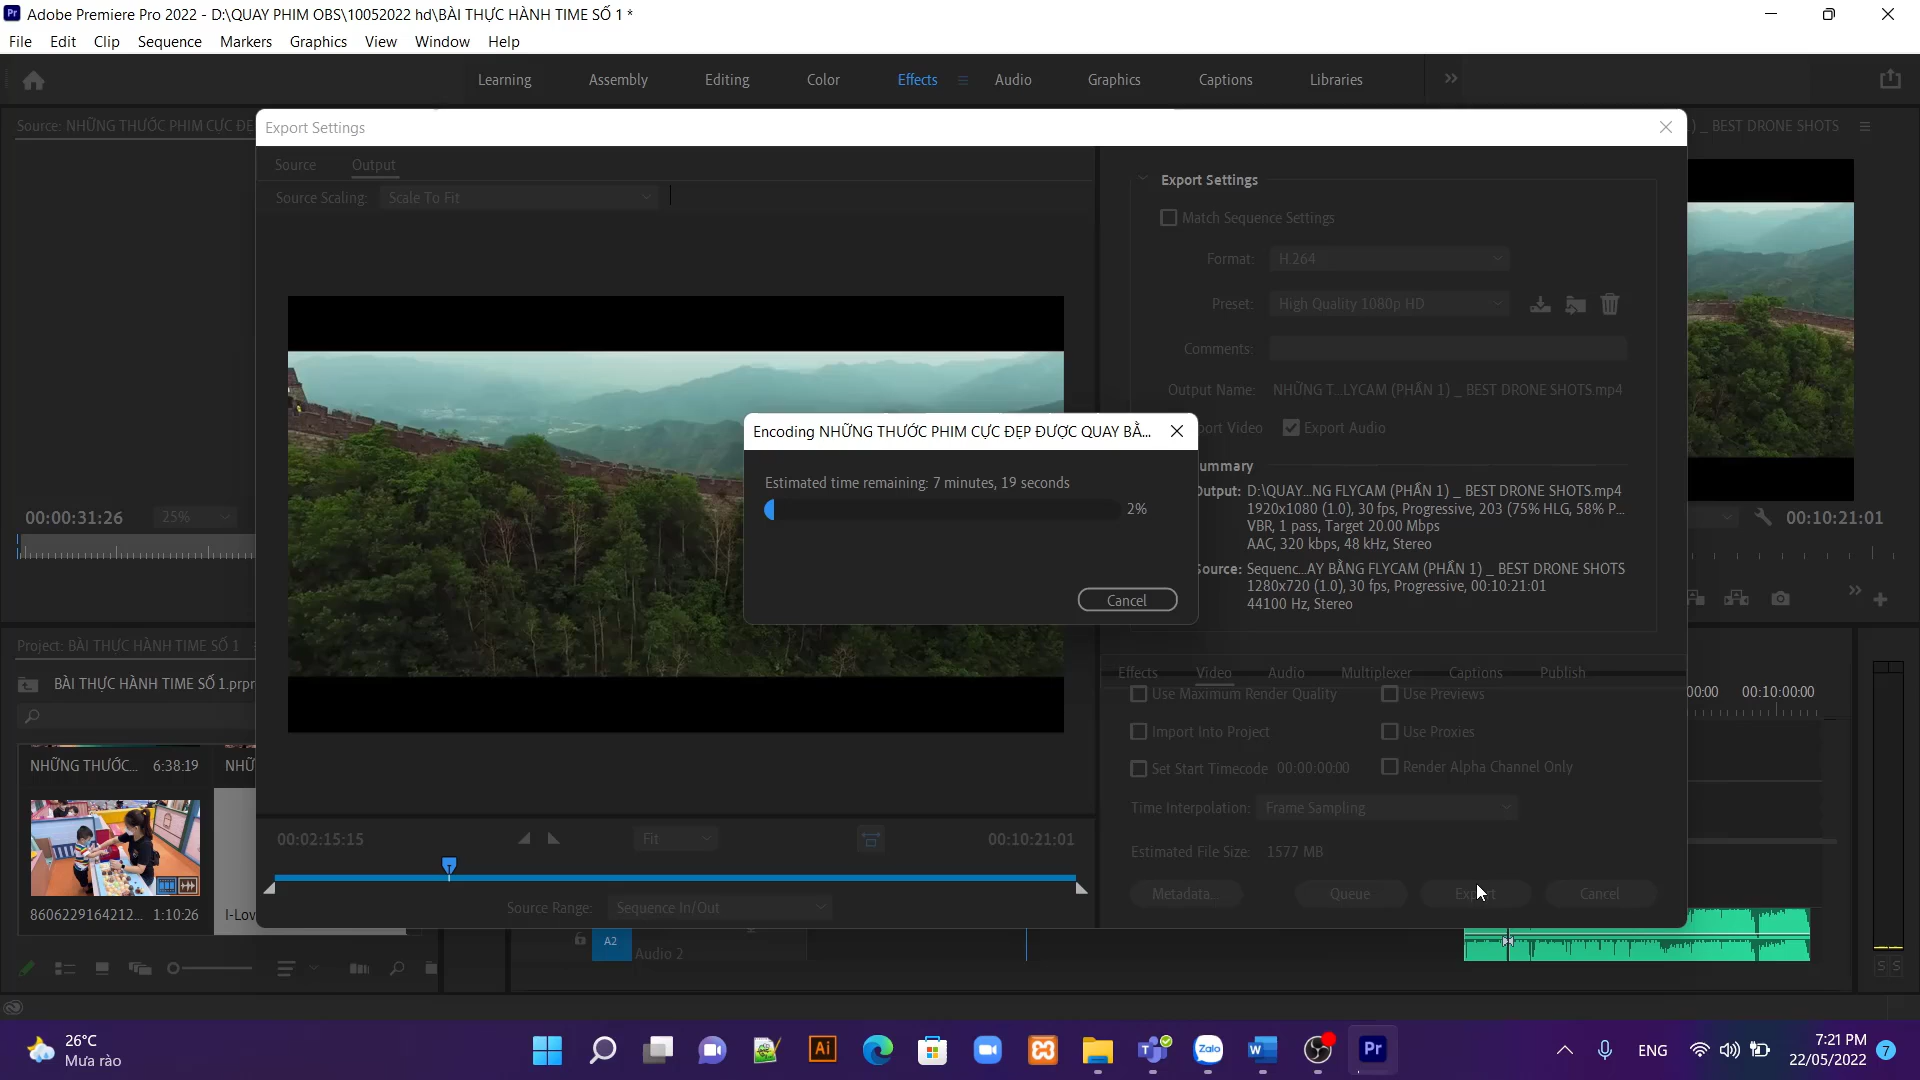 Adobe Premiere Pro 2022 - D:\QUAY PHIM OBS\10052022 hd\BÀI THỰC HÀNH TIME SỐ 1 *
File Edit Clip Sequence Markers Graphics View Window Help
Learning Assembly Editing Color Effects Audio Graphics Captions Libraries
Source: NHỮNG THƯỚC PHIM CỰC ĐẸ
) _ BEST DRONE SHOTS
Export Settings
Source Output
Source Scaling: Scale To Fit
Export Settings
Match Sequence Settings
Format: H.264
Preset: High Quality 1080p HD
Comments:
Output Name: NHỮNG T...LYCAM (PHẦN 1) _ BEST DRONE SHOTS.mp4
port Video Export Audio
Encoding NHỮNG THƯỚC PHIM CỰC ĐẸP ĐƯỢC QUAY BẰ...
Estimated time remaining: 7 minutes, 19 seconds
2%
Cancel
ummary
Output: D:\QUAY...NG FLYCAM (PHẦN 1) _ BEST DRONE SHOTS.mp4
1920x1080 (1.0), 30 fps, Progressive, 203 (75% HLG, 58% P...
VBR, 1 pass, Target 20.00 Mbps
AAC, 320 kbps, 48 kHz, Stereo
Source: Sequenc...AY BẰNG FLYCAM (PHẦN 1) _ BEST DRONE SHOTS
1280x720 (1.0), 30 fps, Progressive, 00:10:21:01
44100 Hz, Stereo
00:00:31:26 25%
00:10:21:01
Effects Video Audio Multiplexer Captions Publish
Use Maximum Render Quality Use Previews
Import Into Project Use Proxies
Set Start Timecode 00:00:00:00 Render Alpha Channel Only
Time Interpolation: Frame Sampling
Estimated File Size: 1577 MB
Metadata... Queue Export Cancel
00:02:15:15 Fit 00:10:21:01
Source Range: Sequence In/Out
Project: BÀI THỰC HÀNH TIME SỐ 1
BÀI THỰC HÀNH TIME SỐ 1.prpr
NHỮNG THƯỚC... 6:38:19 NHỮ
8606229164212... 1:10:26 I-Lov
00:00 00:10:00:00
A2 Audio 2
S S
26°C
Mưa rào
Ai
Zalo
W
Pr
ENG
7:21 PM
22/05/2022
7